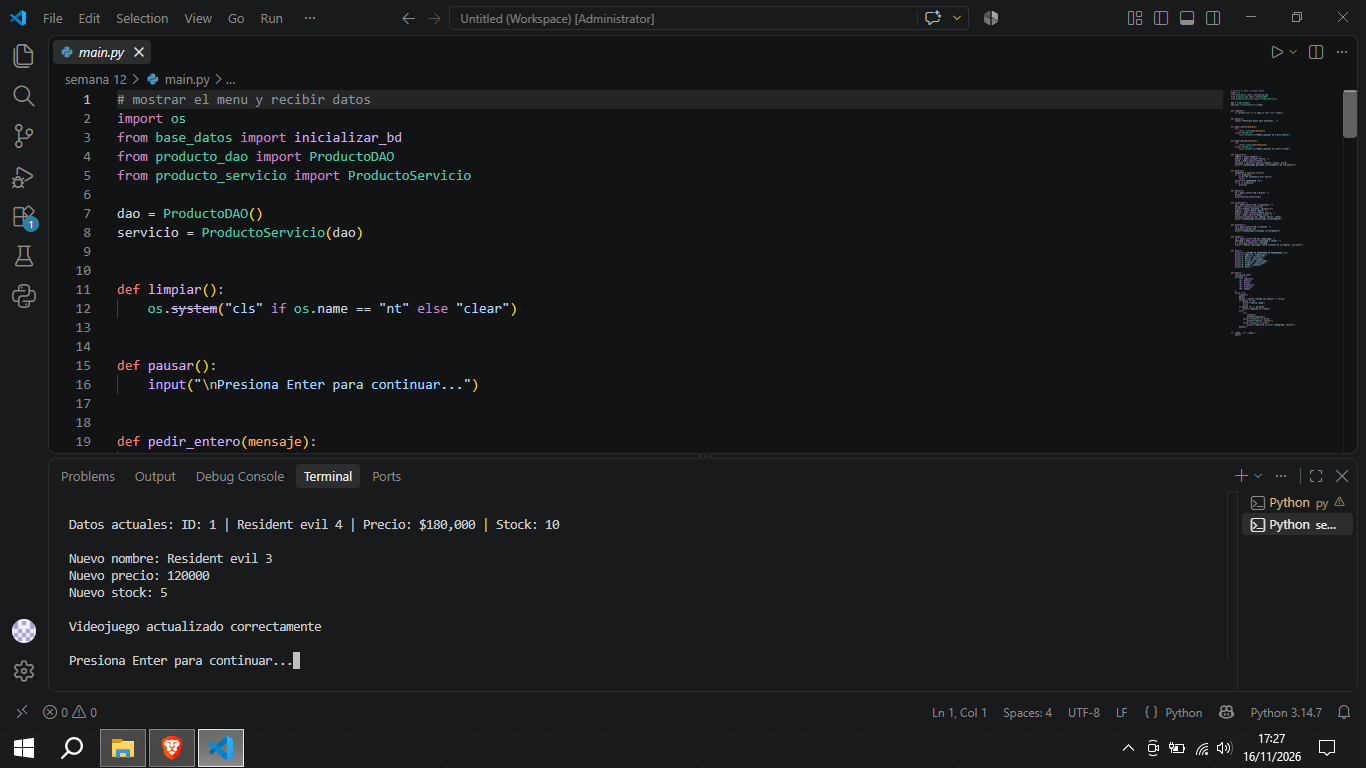 File Edit Selection View Go Run ··· Untitled (Workspace) [Administrator]
main.py
semana 12 > main.py > ...
1 # mostrar el menu y recibir datos
2 import os
3 from base_datos import inicializar_bd
4 from producto_dao import ProductoDAO
5 from producto_servicio import ProductoServicio
6
7 dao = ProductoDAO()
8 servicio = ProductoServicio(dao)
9
10
11 def limpiar():
12 os.system("cls" if os.name == "nt" else "clear")
13
14
15 def pausar():
16 input("\nPresiona Enter para continuar...")
17
18
19 def pedir_entero(mensaje):
1
Problems Output Debug Console Terminal Ports
Datos actuales: ID: 1 | Resident evil 4 | Precio: $180,000 | Stock: 10
Nuevo nombre: Resident evil 3
Nuevo precio: 120000
Nuevo stock: 5
Videojuego actualizado correctamente
Presiona Enter para continuar...
Python py
Python se...
0 0 Ln 1, Col 1 Spaces: 4 UTF-8 LF { } Python Python 3.14.7
17:27
16/11/2026